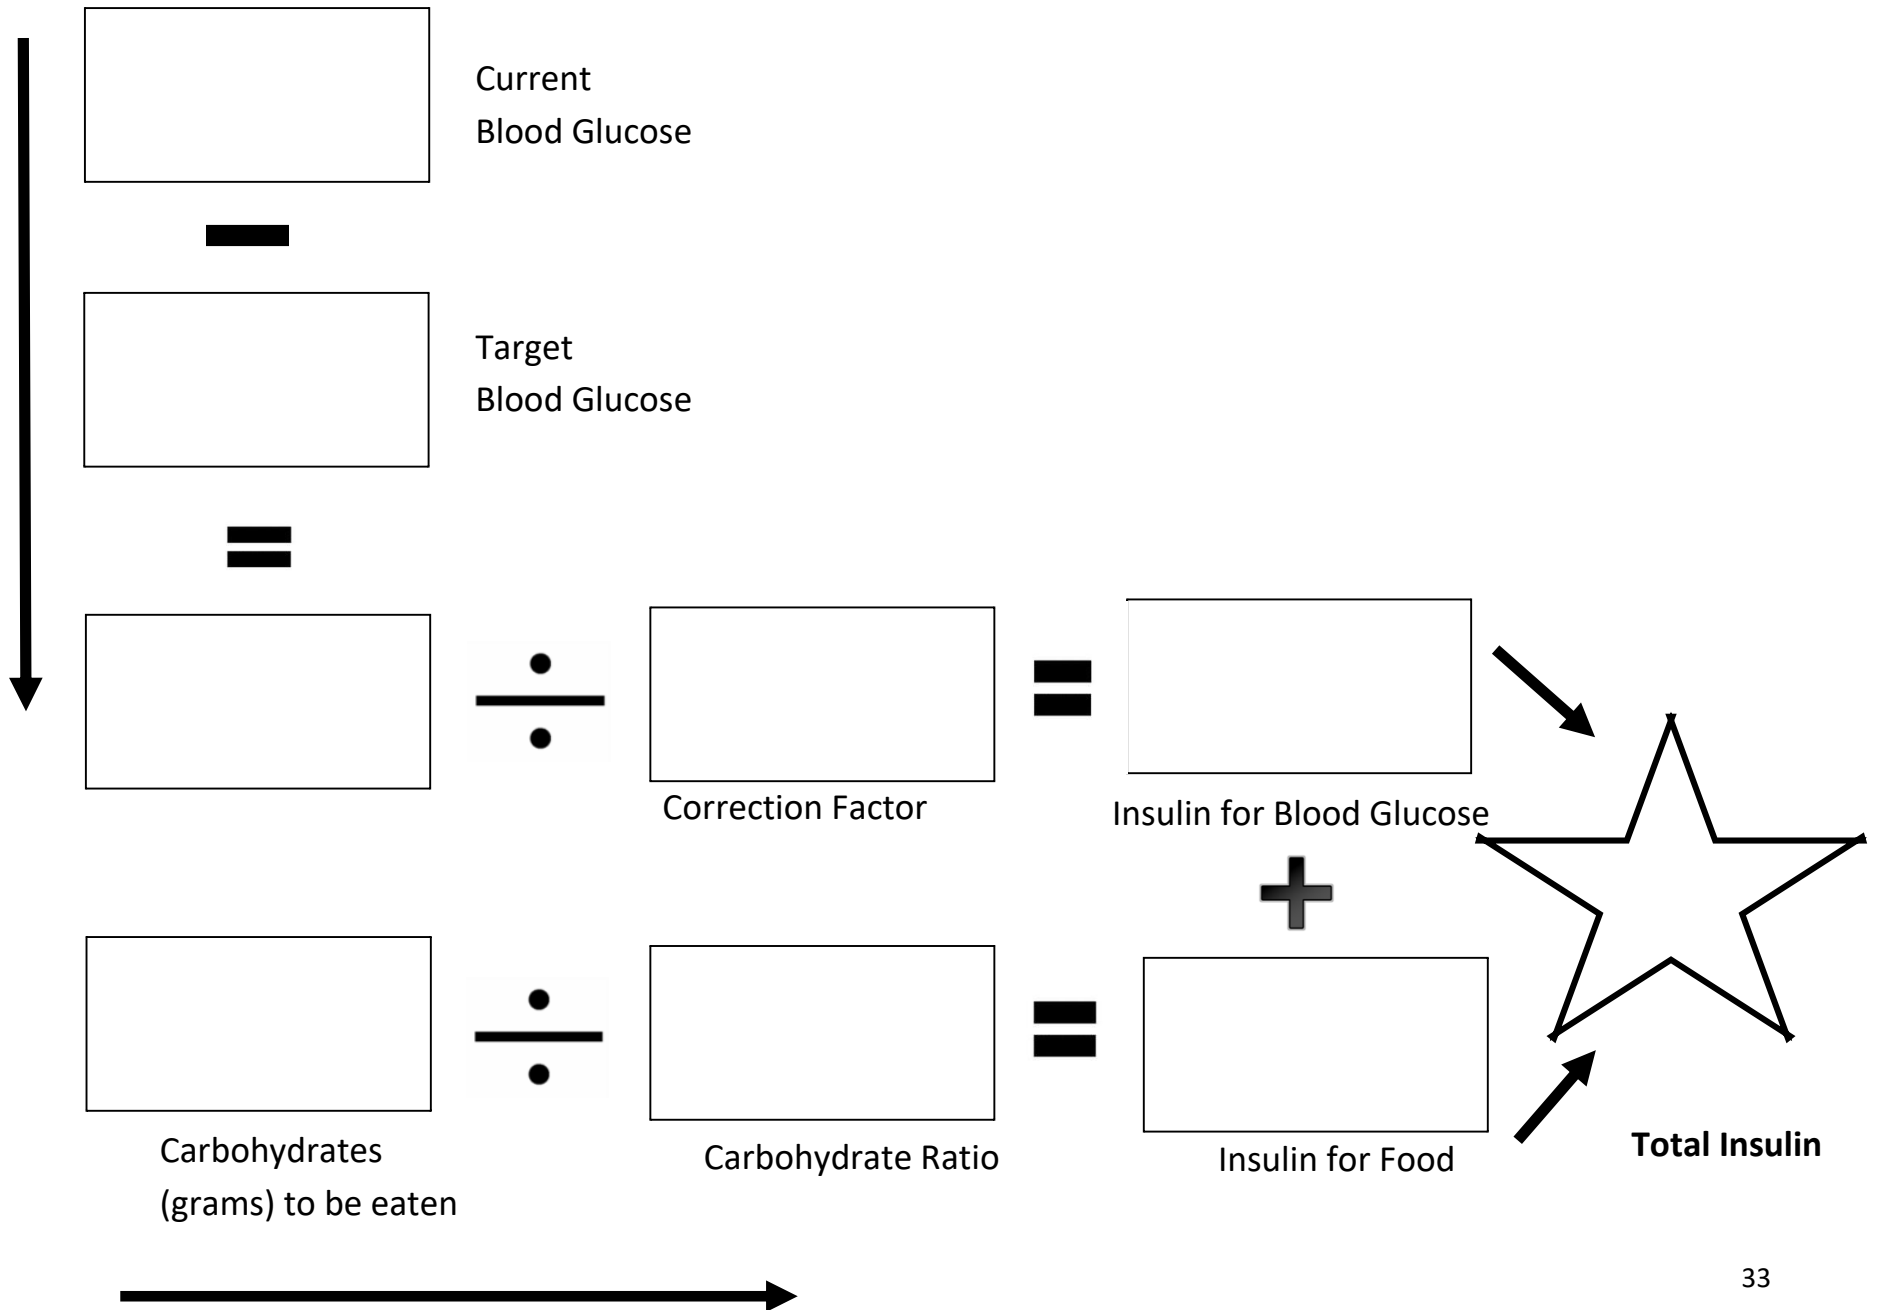 Current
Blood Glucose
Target
Blood Glucose
Correction Factor
Insulin for Blood Glucose
Carbohydrates
(grams) to be eaten
Carbohydrate Ratio
Insulin for Food
Total Insulin
33